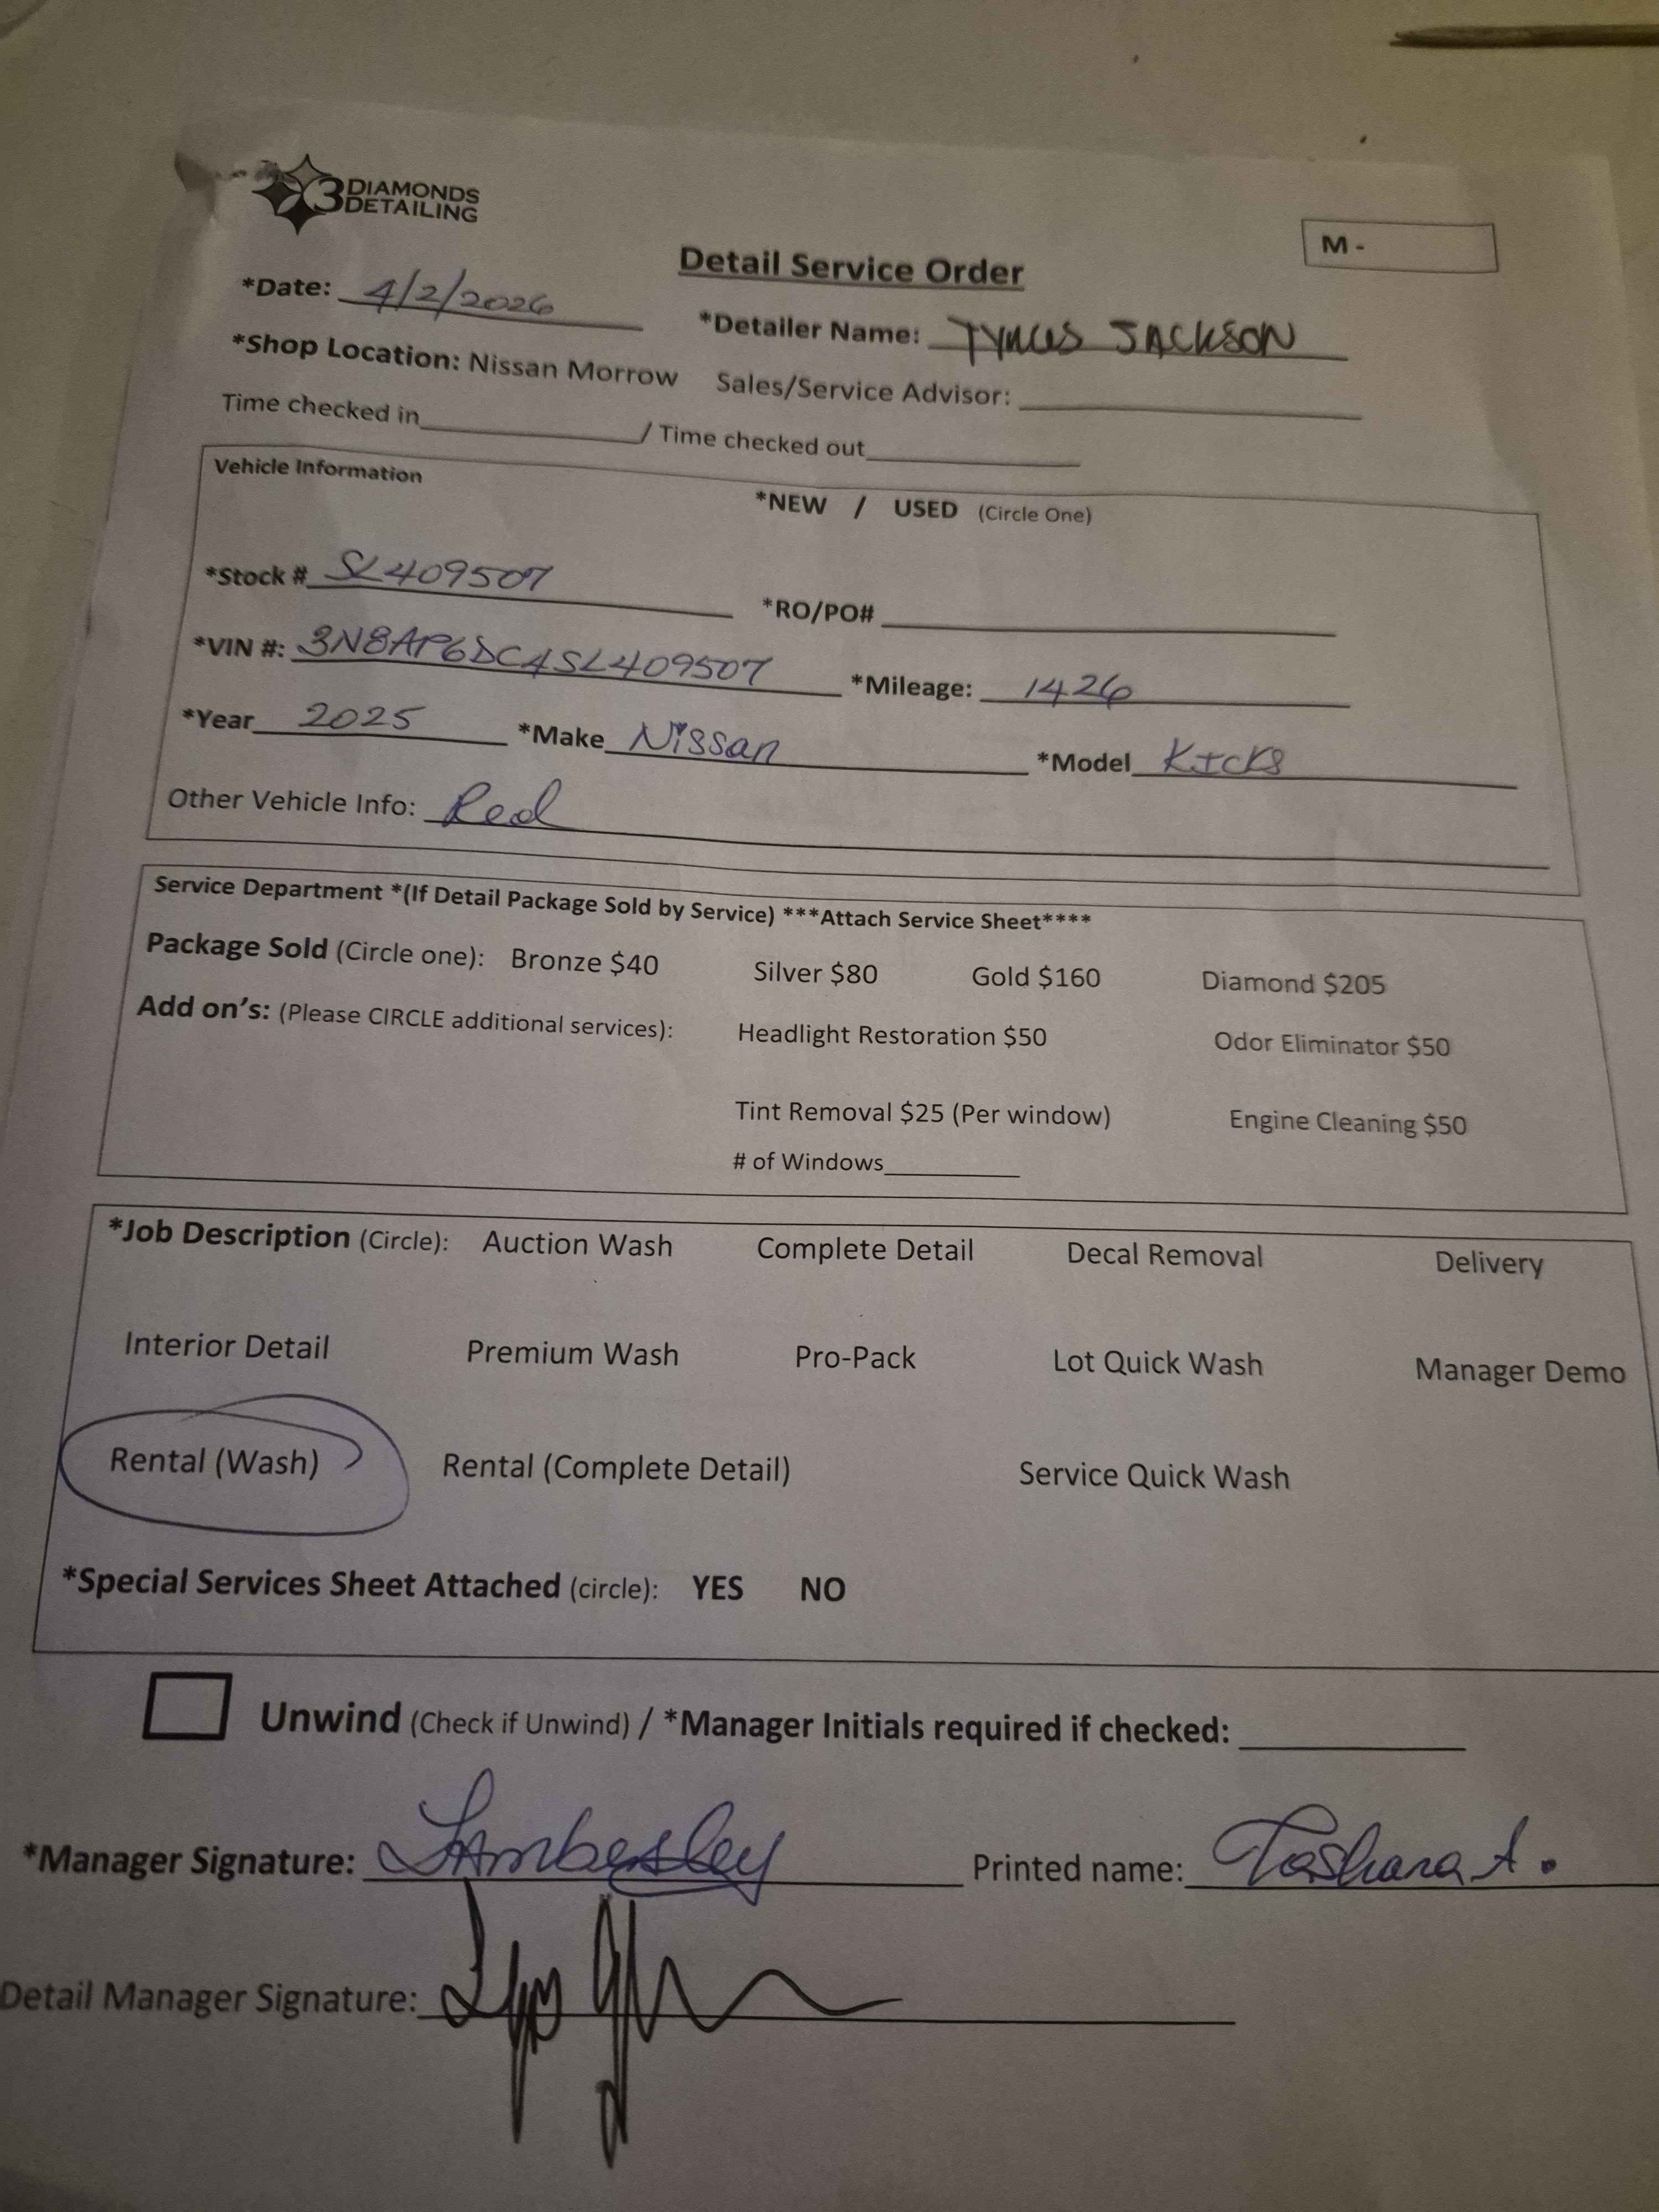 3 DIAMONDS
DETAILING
M -
Detail Service Order
*Date: 4/2/2026 *Detailer Name: JACKSON
*Shop Location: Nissan Morrow Sales/Service Advisor:
Time checked in / Time checked out
Vehicle Information
*NEW / USED (Circle One)
*Stock # SL409507 *RO/PO#
*VIN #: 3N8AP6DC4SL409507 *Mileage: 1426
*Year 2025 *Make Nissan *Model KICKS
Other Vehicle Info: Red
Service Department *(If Detail Package Sold by Service) ***Attach Service Sheet****
Package Sold (Circle one): Bronze $40 Silver $80 Gold $160 Diamond $205
Add on's: (Please CIRCLE additional services): Headlight Restoration $50 Odor Eliminator $50
Tint Removal $25 (Per window) Engine Cleaning $50
# of Windows
*Job Description (Circle): Auction Wash Complete Detail Decal Removal Delivery
Interior Detail Premium Wash Pro-Pack Lot Quick Wash Manager Demo
Rental (Wash) Rental (Complete Detail) Service Quick Wash
*Special Services Sheet Attached (circle): YES NO
Unwind (Check if Unwind) / *Manager Initials required if checked:
*Manager Signature: Printed name: Tashara A.
Detail Manager Signature: